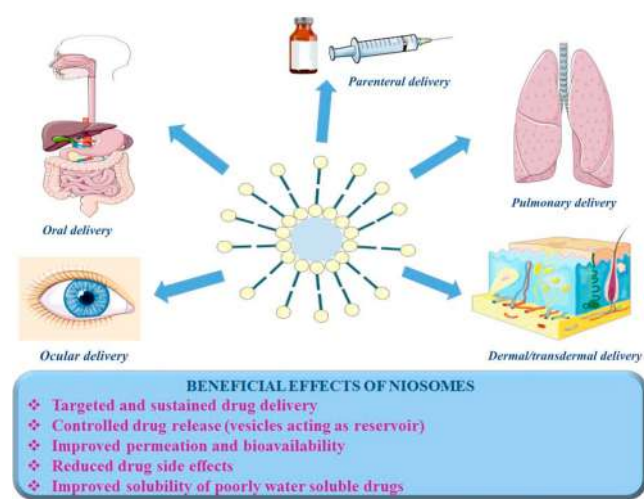 Parenteral delivery
Pulmonary delivery
Oral delivery
Ocular delivery
Dermal/transdermal delivery
BENEFICIAL EFFECTS OF NIOSOMES
❖ Targeted and sustained drug delivery
❖ Controlled drug release (vesicles acting as reservoir)
❖ Improved permeation and bioavailability
❖ Reduced drug side effects
❖ Improved solubility of poorly water soluble drugs